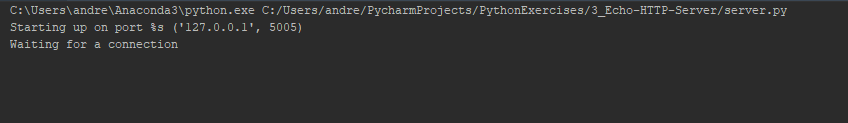 C:\Users\andre\Anaconda3\python.exe C:/Users/andre/PycharmProjects/PythonExercises/3_Echo-HTTP-Server/server.py
Starting up on port %s ('127.0.0.1', 5005)
Waiting for a connection